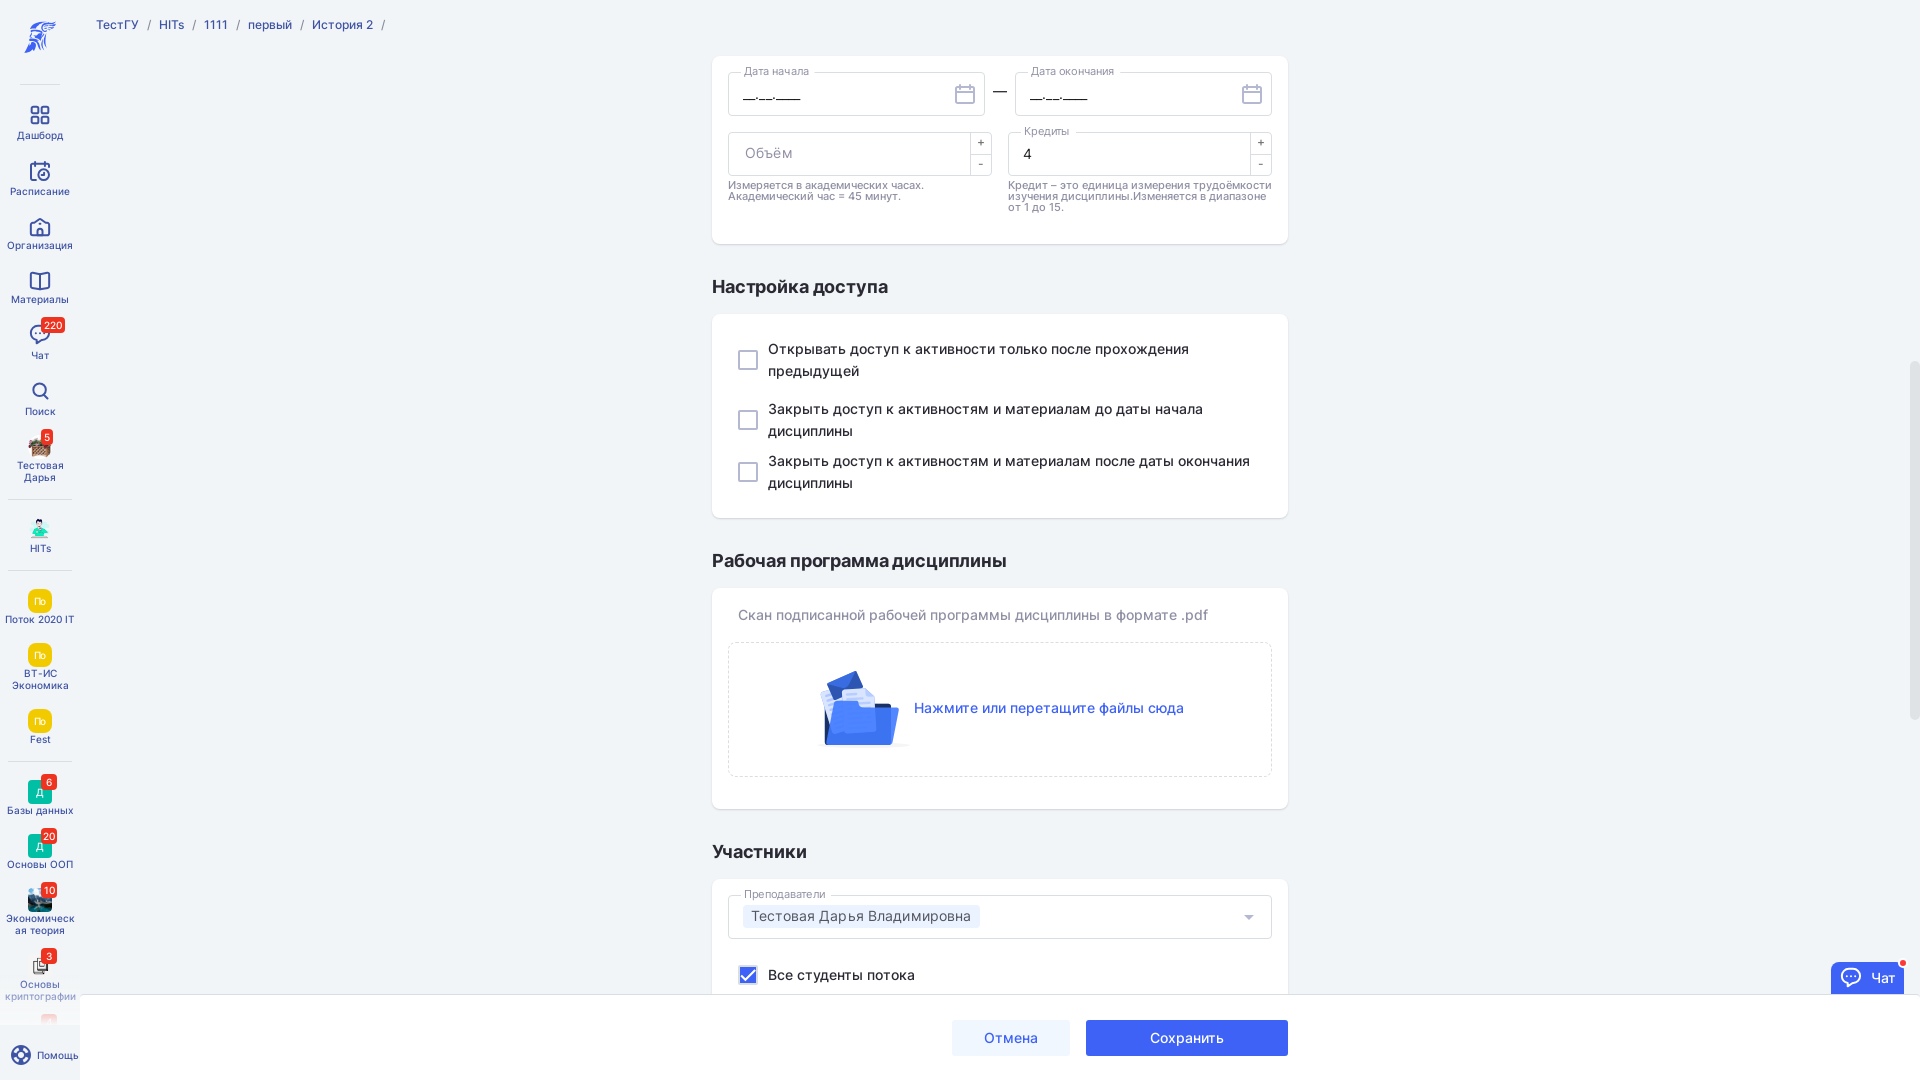 ТестГУ / HITs / 1111 / первый / История 2 /
Дашборд
Расписание
Организация
Материалы
220
Чат
Поиск
5
Тестовая
Дарья
HITs
По
Поток 2020 IT
По
ВТ-ИС
Экономика
По
Fest
6
Д
Базы данных
20
Д
Основы ООП
10
Экономическ
ая теория
3
Основы
криптографии
Помощь
Дата начала
__.__.____
—
Дата окончания
__.__.____
Объём
+
-
Измеряется в академических часах.
Академический час = 45 минут.
Кредиты
4
+
-
Кредит – это единица измерения трудоёмкости
изучения дисциплины.Изменяется в диапазоне
от 1 до 15.
Настройка доступа
Открывать доступ к активности только после прохождения
предыдущей
Закрыть доступ к активностям и материалам до даты начала
дисциплины
Закрыть доступ к активностям и материалам после даты окончания
дисциплины
Рабочая программа дисциплины
Скан подписанной рабочей программы дисциплины в формате .pdf
Нажмите или перетащите файлы сюда
Участники
Преподаватели
Тестовая Дарья Владимировна
Все студенты потока
Чат
Отмена
Сохранить